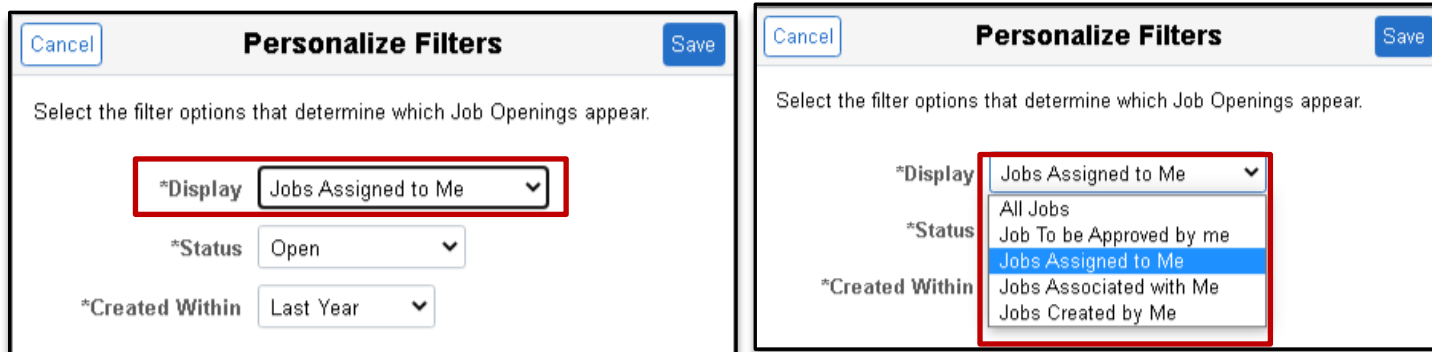 Cancel Personalize Filters Save
Select the filter options that determine which Job Openings appear.
*Display Jobs Assigned to Me
*Status Open
*Created Within Last Year
Cancel Personalize Filters Save
Select the filter options that determine which Job Openings appear.
*Display Jobs Assigned to Me
All Jobs
*Status Job To be Approved by me
Jobs Assigned to Me
*Created Within Jobs Associated with Me
Jobs Created by Me